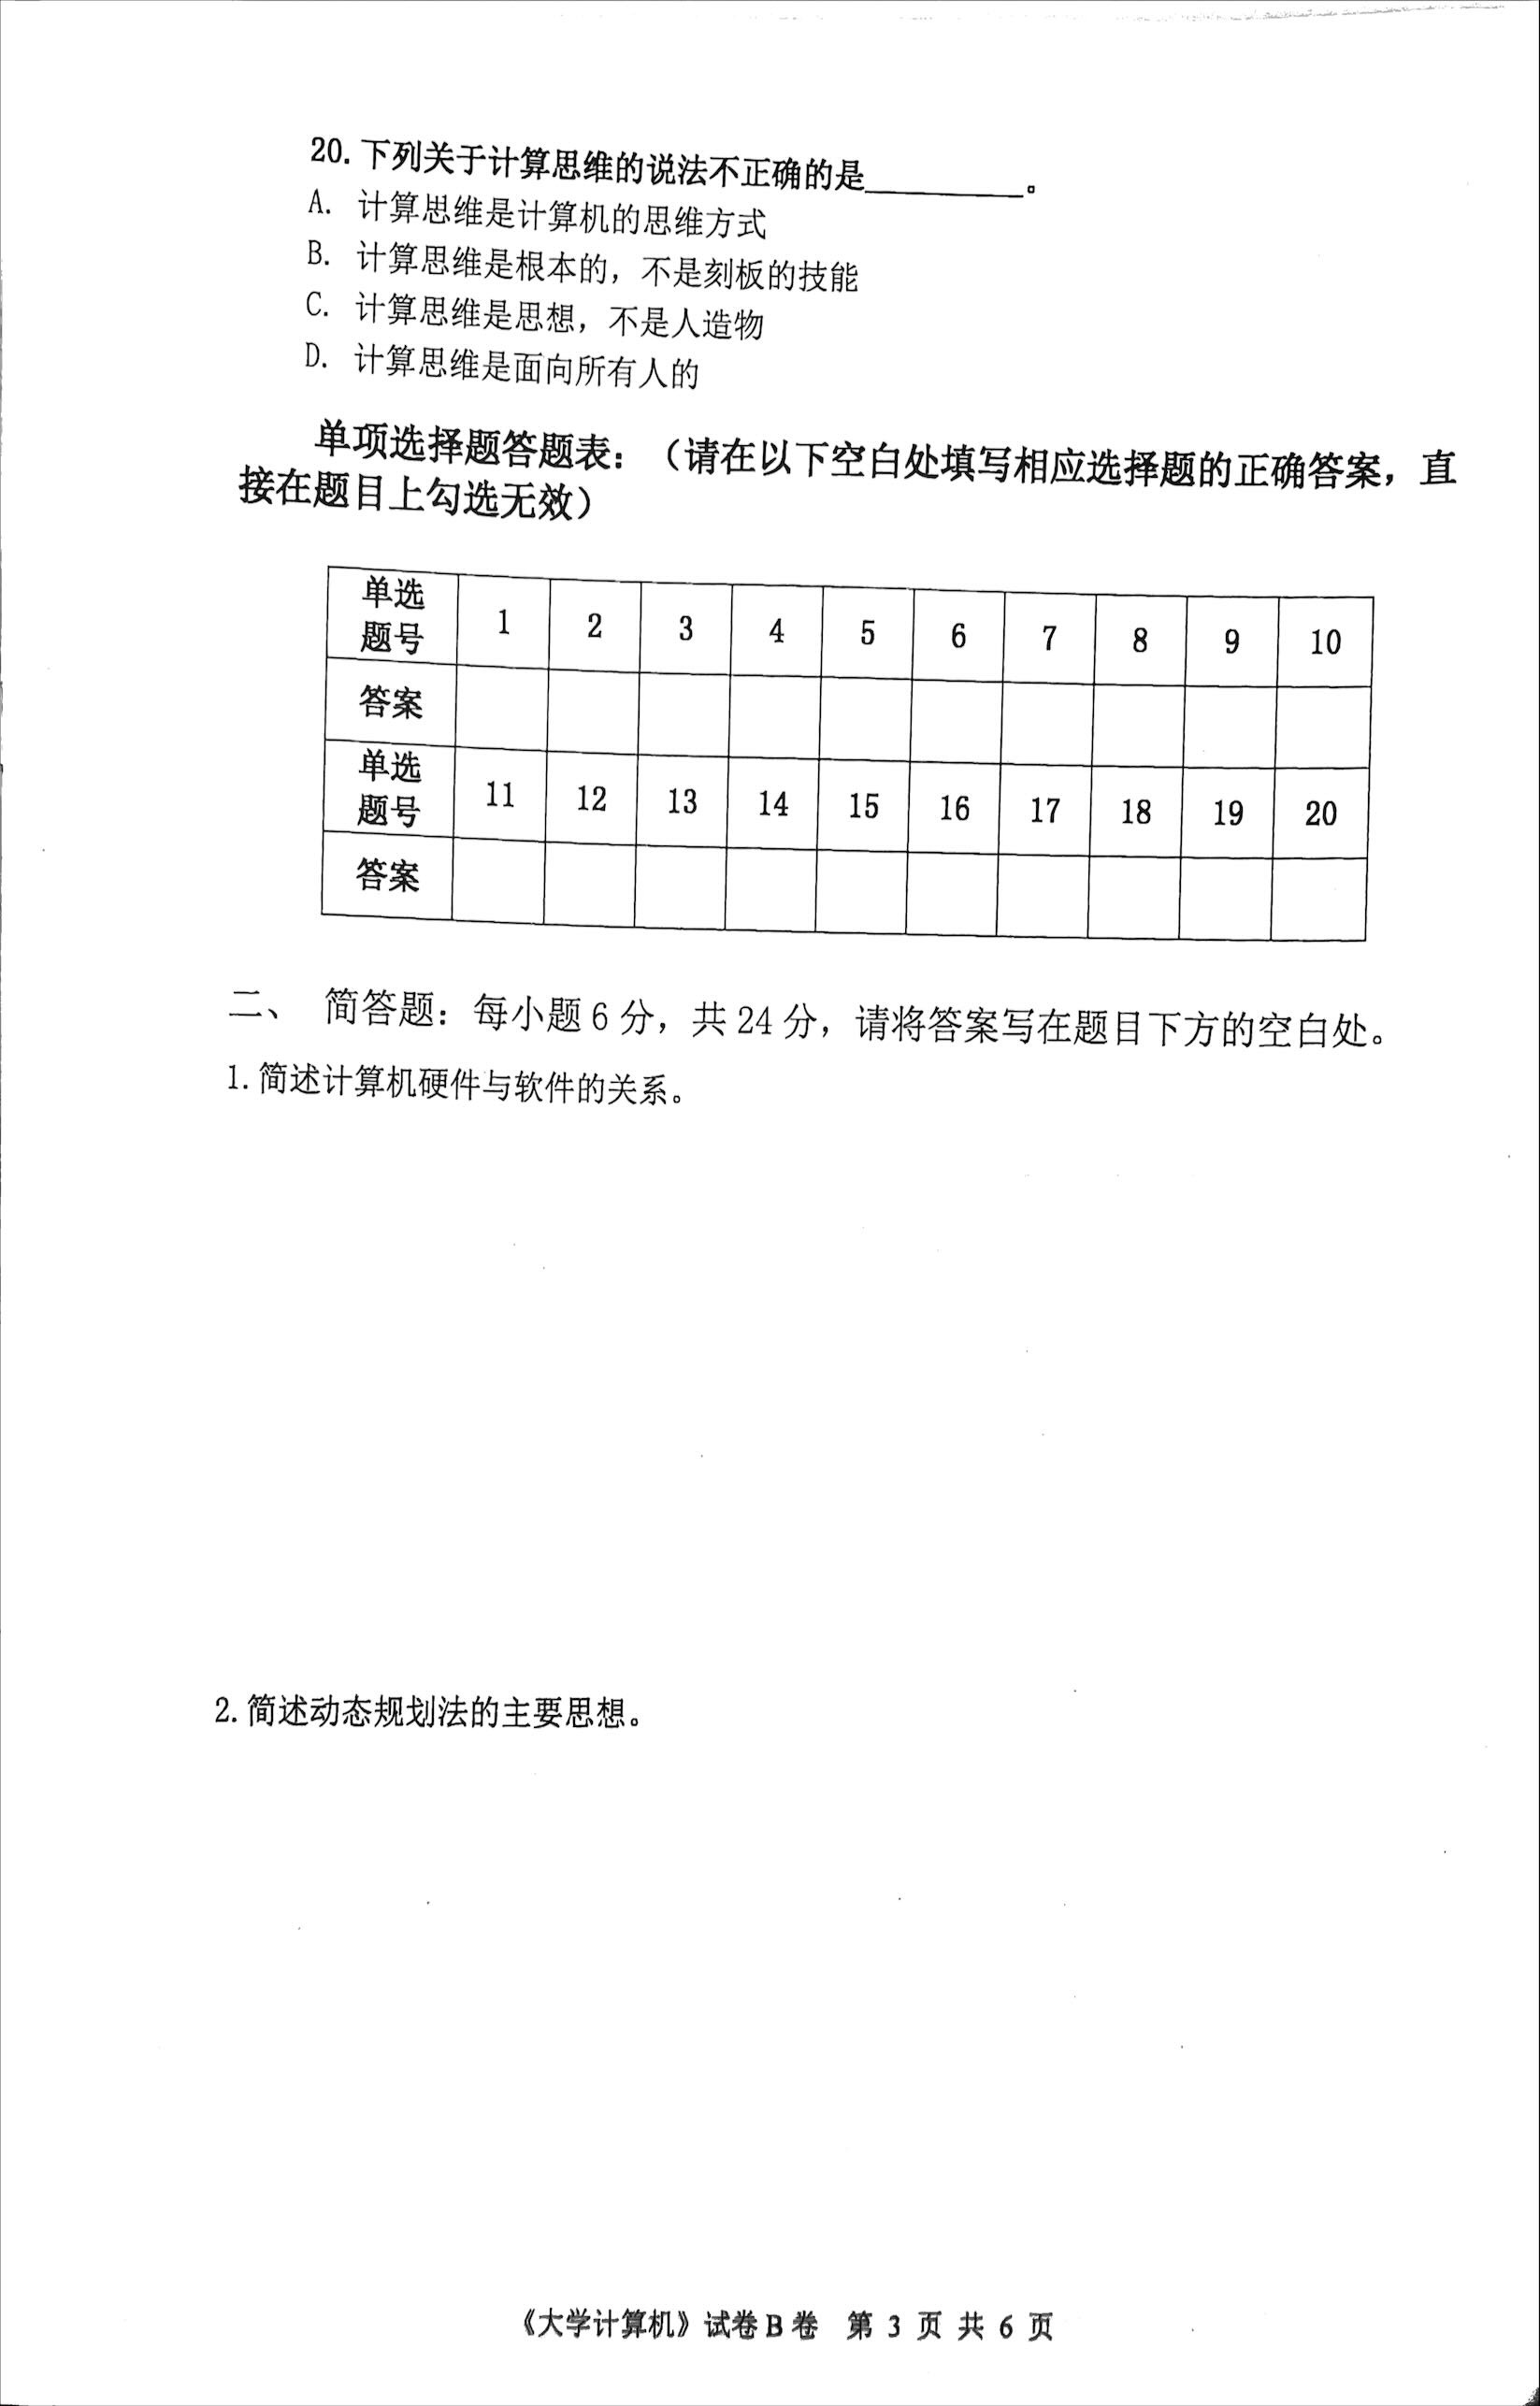 20. 下列关于计算思维的说法不正确的是__________。
A. 计算思维是计算机的思维方式
B. 计算思维是根本的，不是刻板的技能
C. 计算思维是思想，不是人造物
D. 计算思维是面向所有人的
单项选择题答题表：（请在以下空白处填写相应选择题的正确答案，直
接在题目上勾选无效）
单选题号 1 2 3 4 5 6 7 8 9 10
答案
单选题号 11 12 13 14 15 16 17 18 19 20
答案
二、 简答题：每小题 6 分，共 24 分，请将答案写在题目下方的空白处。
1. 简述计算机硬件与软件的关系。
2. 简述动态规划法的主要思想。
《大学计算机》试卷 B 卷 第 3 页 共 6 页